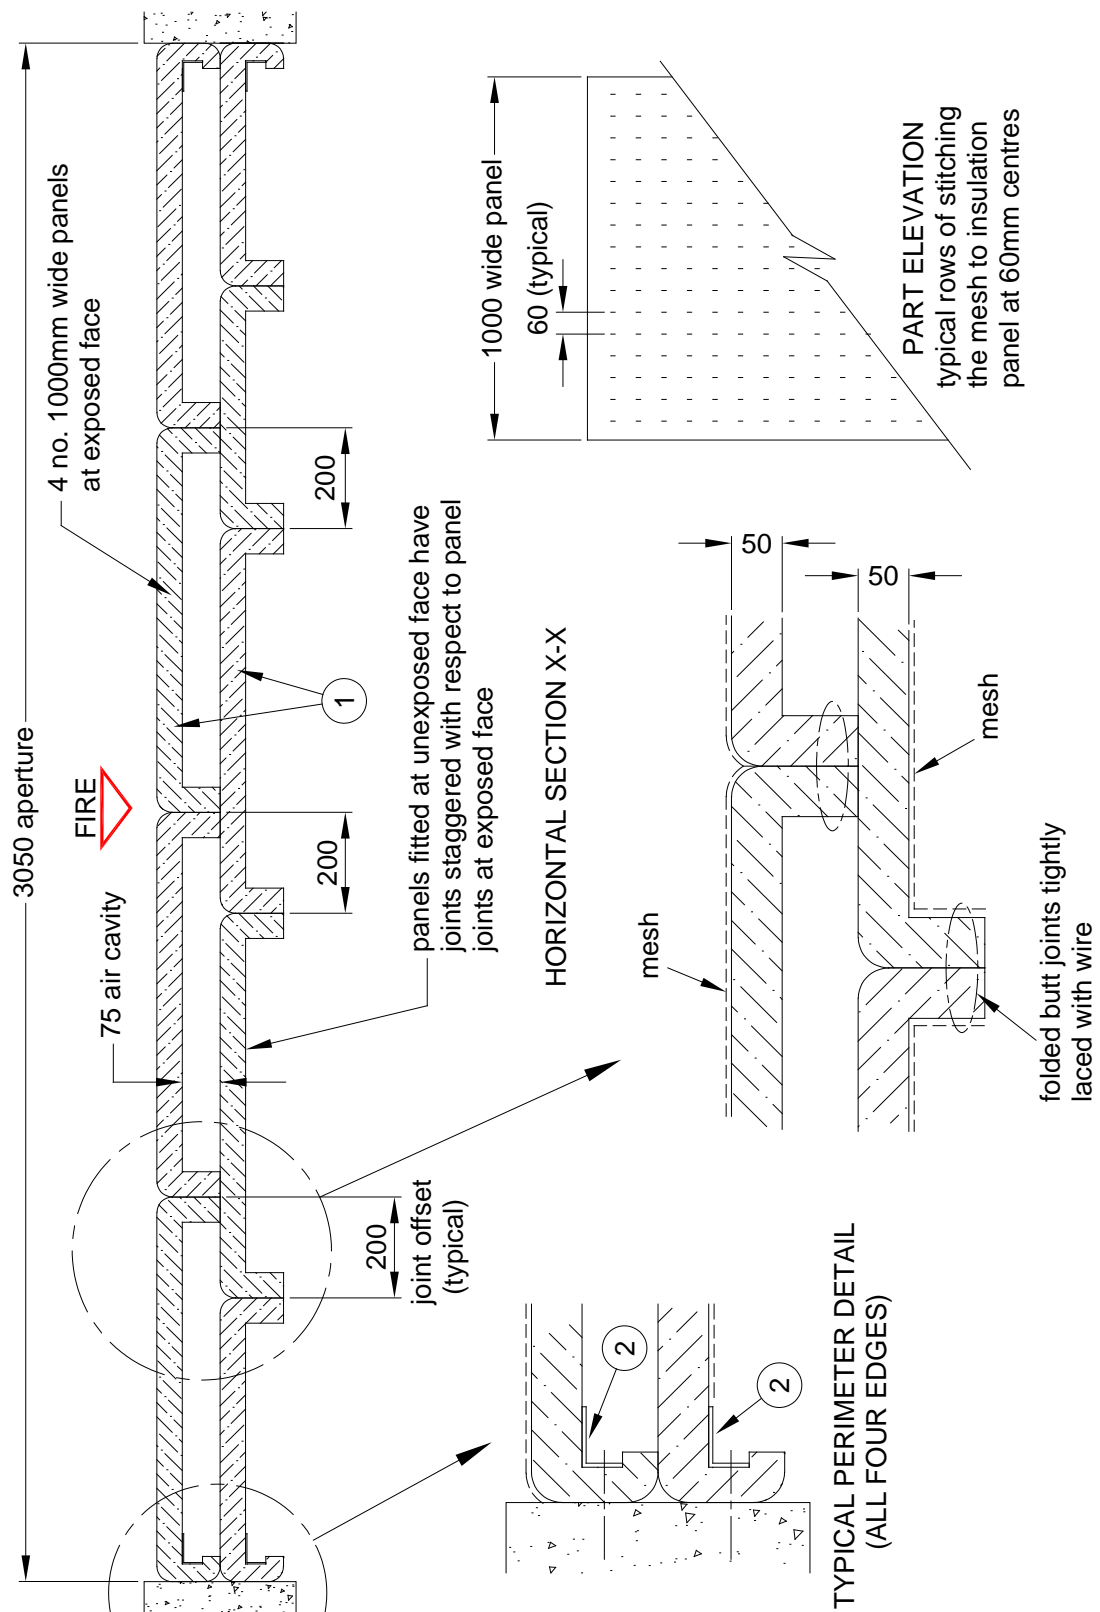 3050 aperture
4 no. 1000mm wide panels
at exposed face
FIRE
75 air cavity
200
200
200
joint offset
(typical)
1
panels fitted at unexposed face have
joints staggered with respect to panel
joints at exposed face
HORIZONTAL SECTION X-X
1000 wide panel
60 (typical)
PART ELEVATION
typical rows of stitching
the mesh to insulation
panel at 60mm centres
50
50
mesh
mesh
folded butt joints tightly
laced with wire
2
2
TYPICAL PERIMETER DETAIL
(ALL FOUR EDGES)